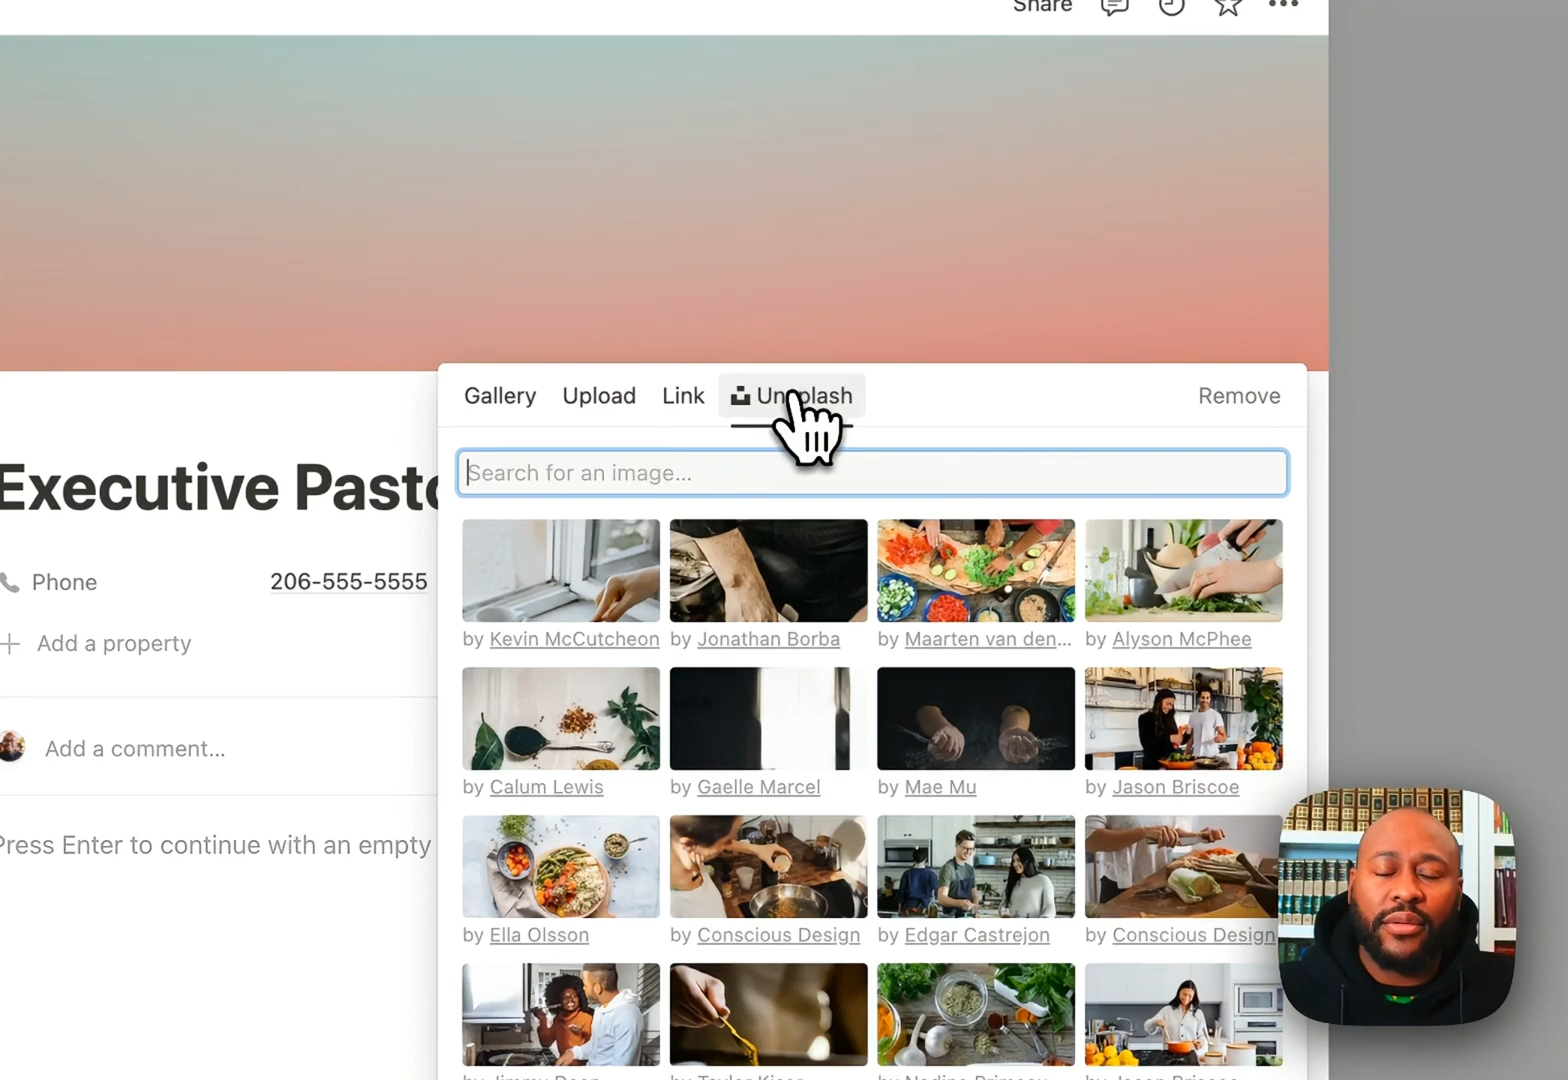 Share
Gallery Upload Link Unsplash Remove
Search for an image...
Executive Pasto
Phone 206-555-5555
Add a property
Add a comment...
Press Enter to continue with an empty
by Kevin McCutcheon by Jonathan Borba by Maarten van den... by Alyson McPhee
by Calum Lewis by Gaelle Marcel by Mae Mu by Jason Briscoe
by Ella Olsson by Conscious Design by Edgar Castrejon by Conscious Design